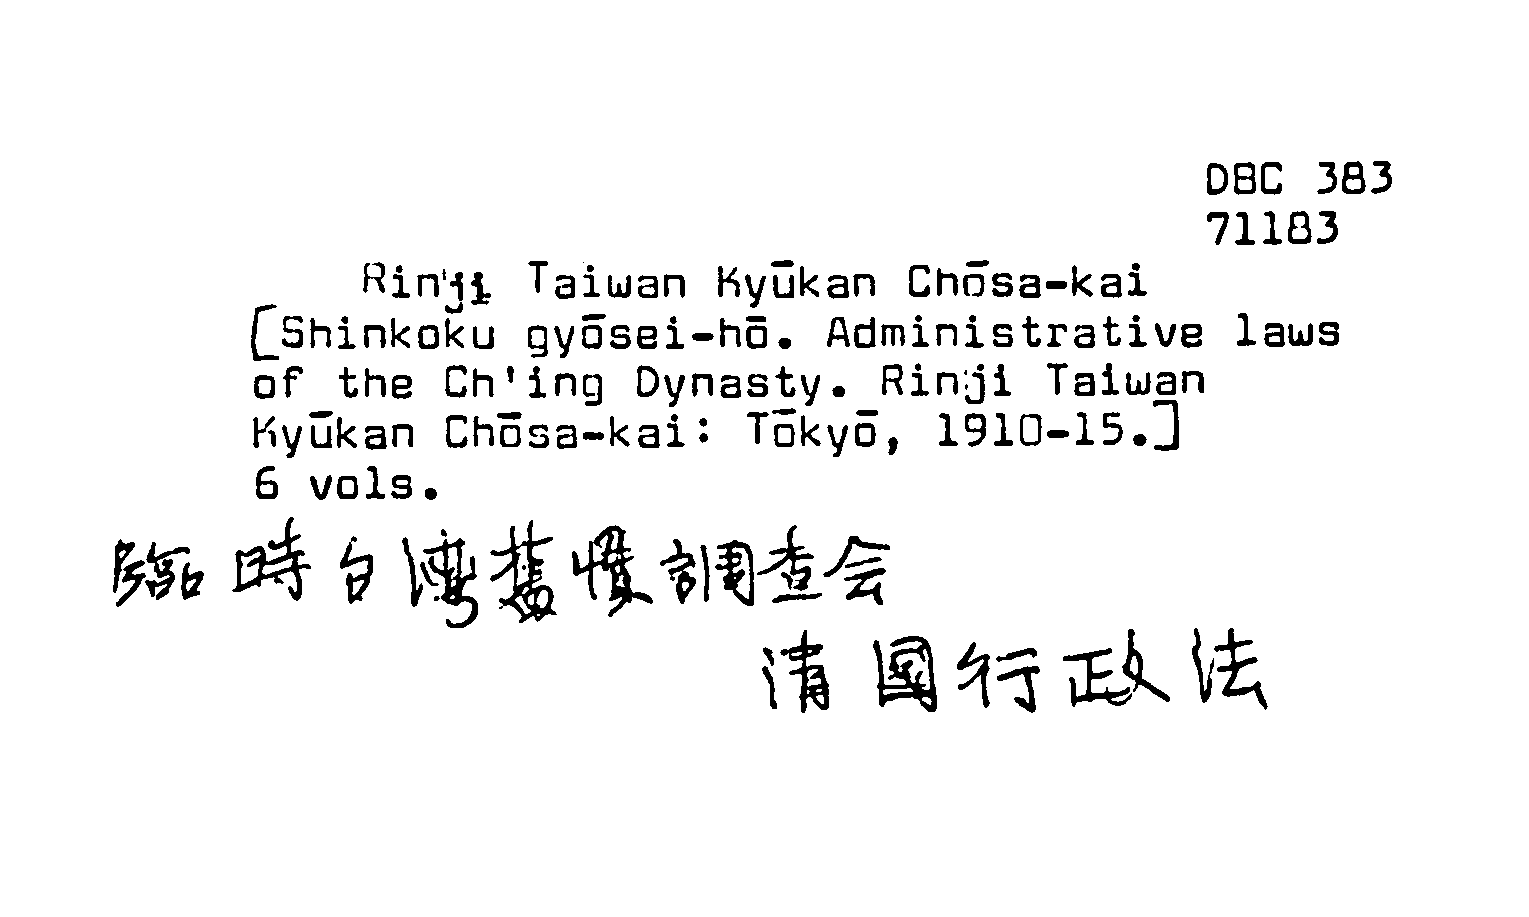 DBC 383
71183
Rinji Taiwan Kyūkan Chōsa-kai
[Shinkoku gyōsei-hō. Administrative laws
of the Ch'ing Dynasty. Rinji Taiwan
Kyūkan Chōsa-kai: Tōkyō, 1910-15.]
6 vols.
臨時台灣舊慣調查会
清國行政法